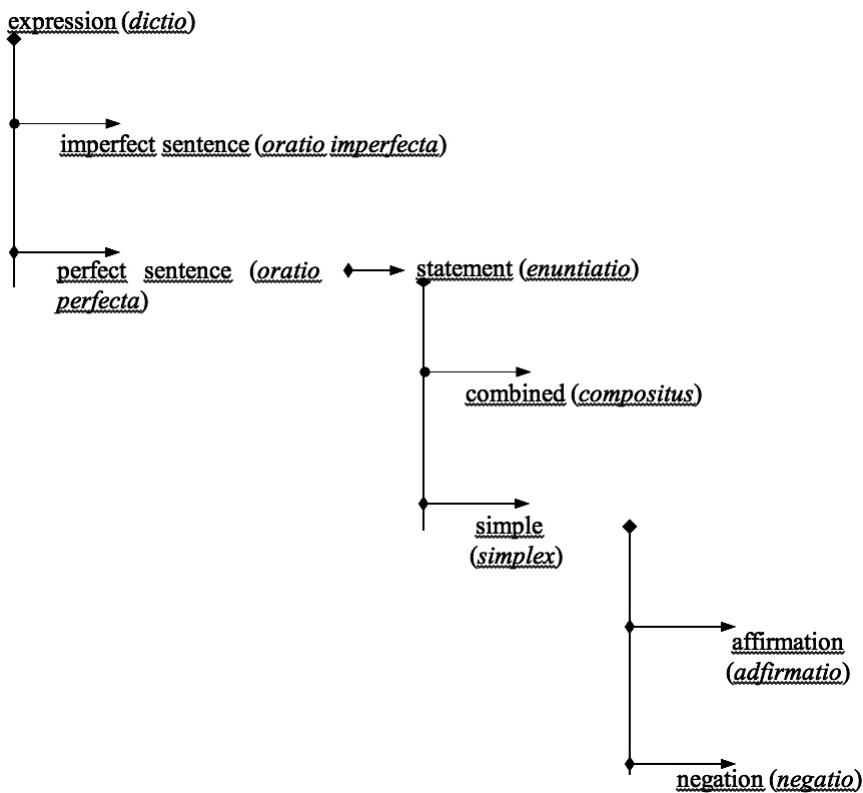 expression (dictio)
imperfect sentence (oratio imperfecta)
perfect sentence (oratio
perfecta)
statement (enuntiatio)
combined (compositus)
simple
(simplex)
affirmation
(adfirmatio)
negation (negatio)